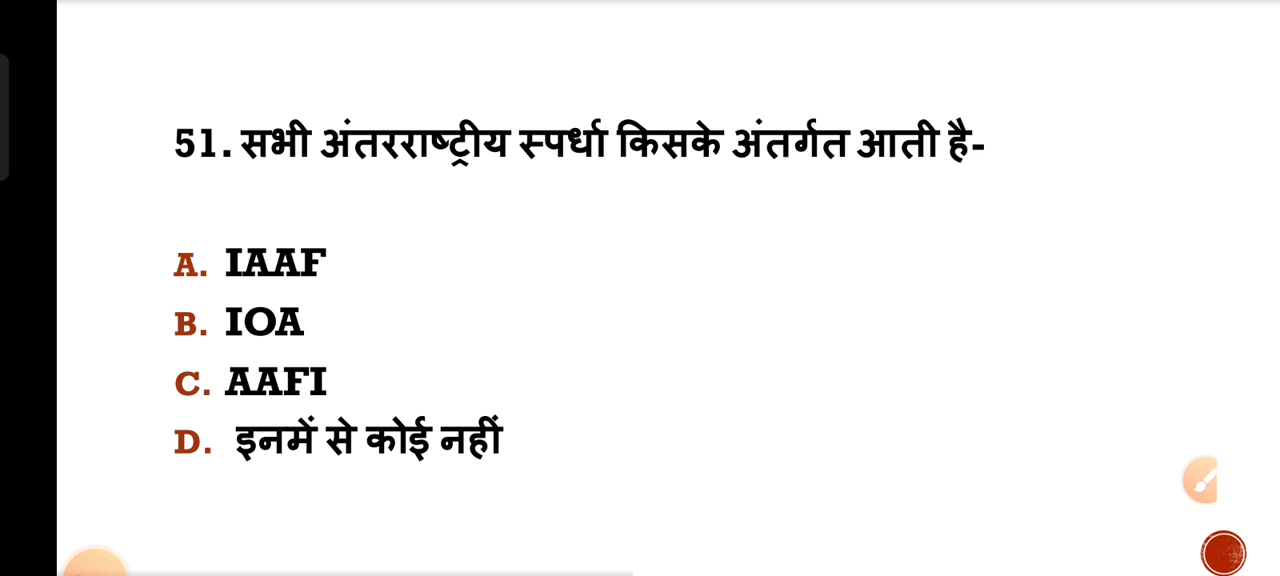 51. सभी अंतरराष्ट्रीय स्पर्धा किसके अंतर्गत आती है-
A. IAAF
B. IOA
C. AAFI
D. इनमें से कोई नहीं